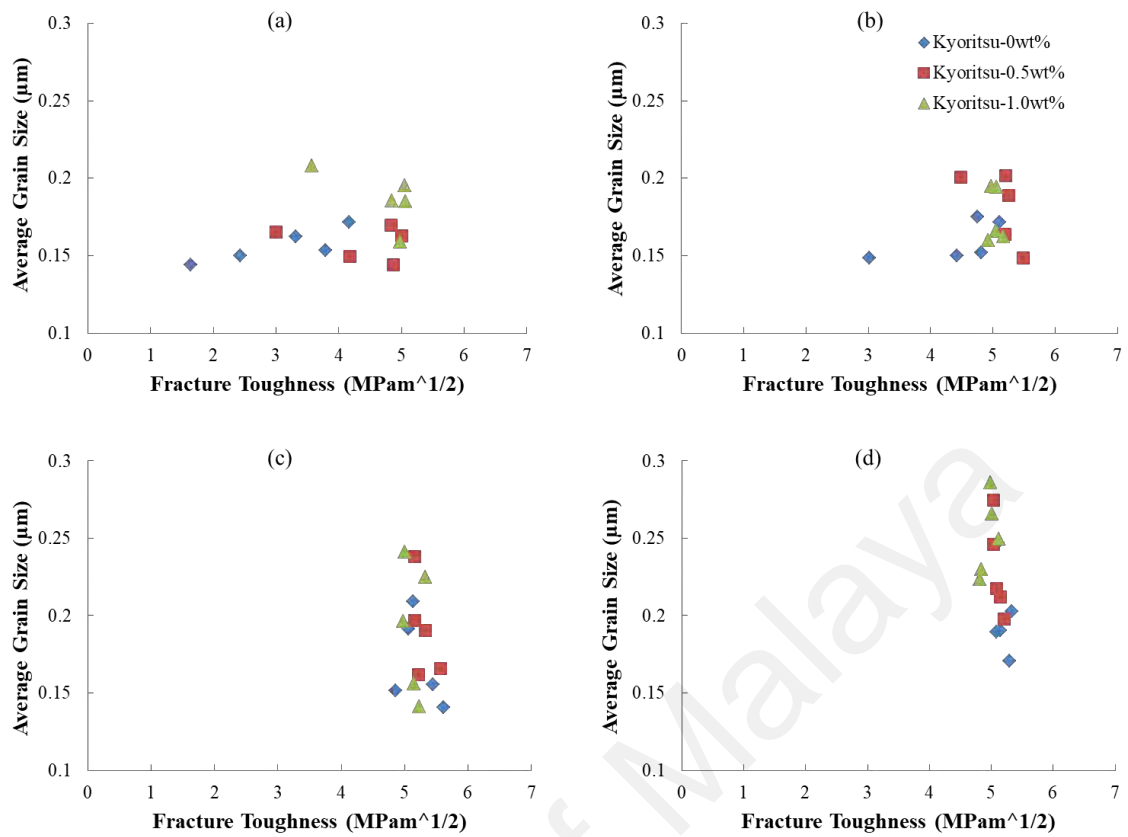 (a)
0.3
0.25
0.2
0.15
0.1
Average Grain Size (µm)
0 1 2 3 4 5 6 7
Fracture Toughness (MPam^1/2)
(b)
Kyoritsu-0wt%
Kyoritsu-0.5wt%
Kyoritsu-1.0wt%
0.3
0.25
0.2
0.15
0.1
Average Grain Size (µm)
0 1 2 3 4 5 6 7
Fracture Toughness (MPam^1/2)
(c)
0.3
0.25
0.2
0.15
0.1
Average Grain Size (µm)
0 1 2 3 4 5 6 7
Fracture Toughness (MPam^1/2)
(d)
0.3
0.25
0.2
0.15
0.1
Average Grain Size (µm)
0 1 2 3 4 5 6 7
Fracture Toughness (MPam^1/2)
of Malaya